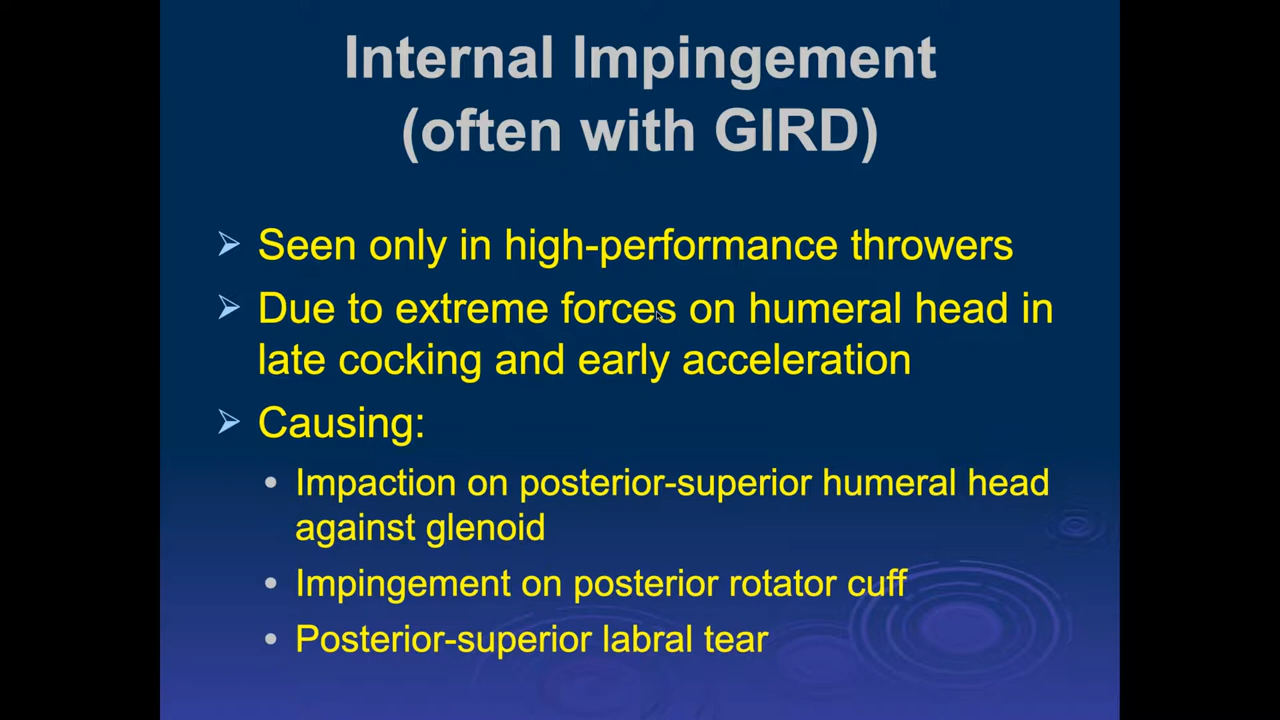 Internal Impingement
(often with GIRD)
Seen only in high-performance throwers
Due to extreme forces on humeral head in
late cocking and early acceleration
Causing:
Impaction on posterior-superior humeral head
against glenoid
Impingement on posterior rotator cuff
Posterior-superior labral tear